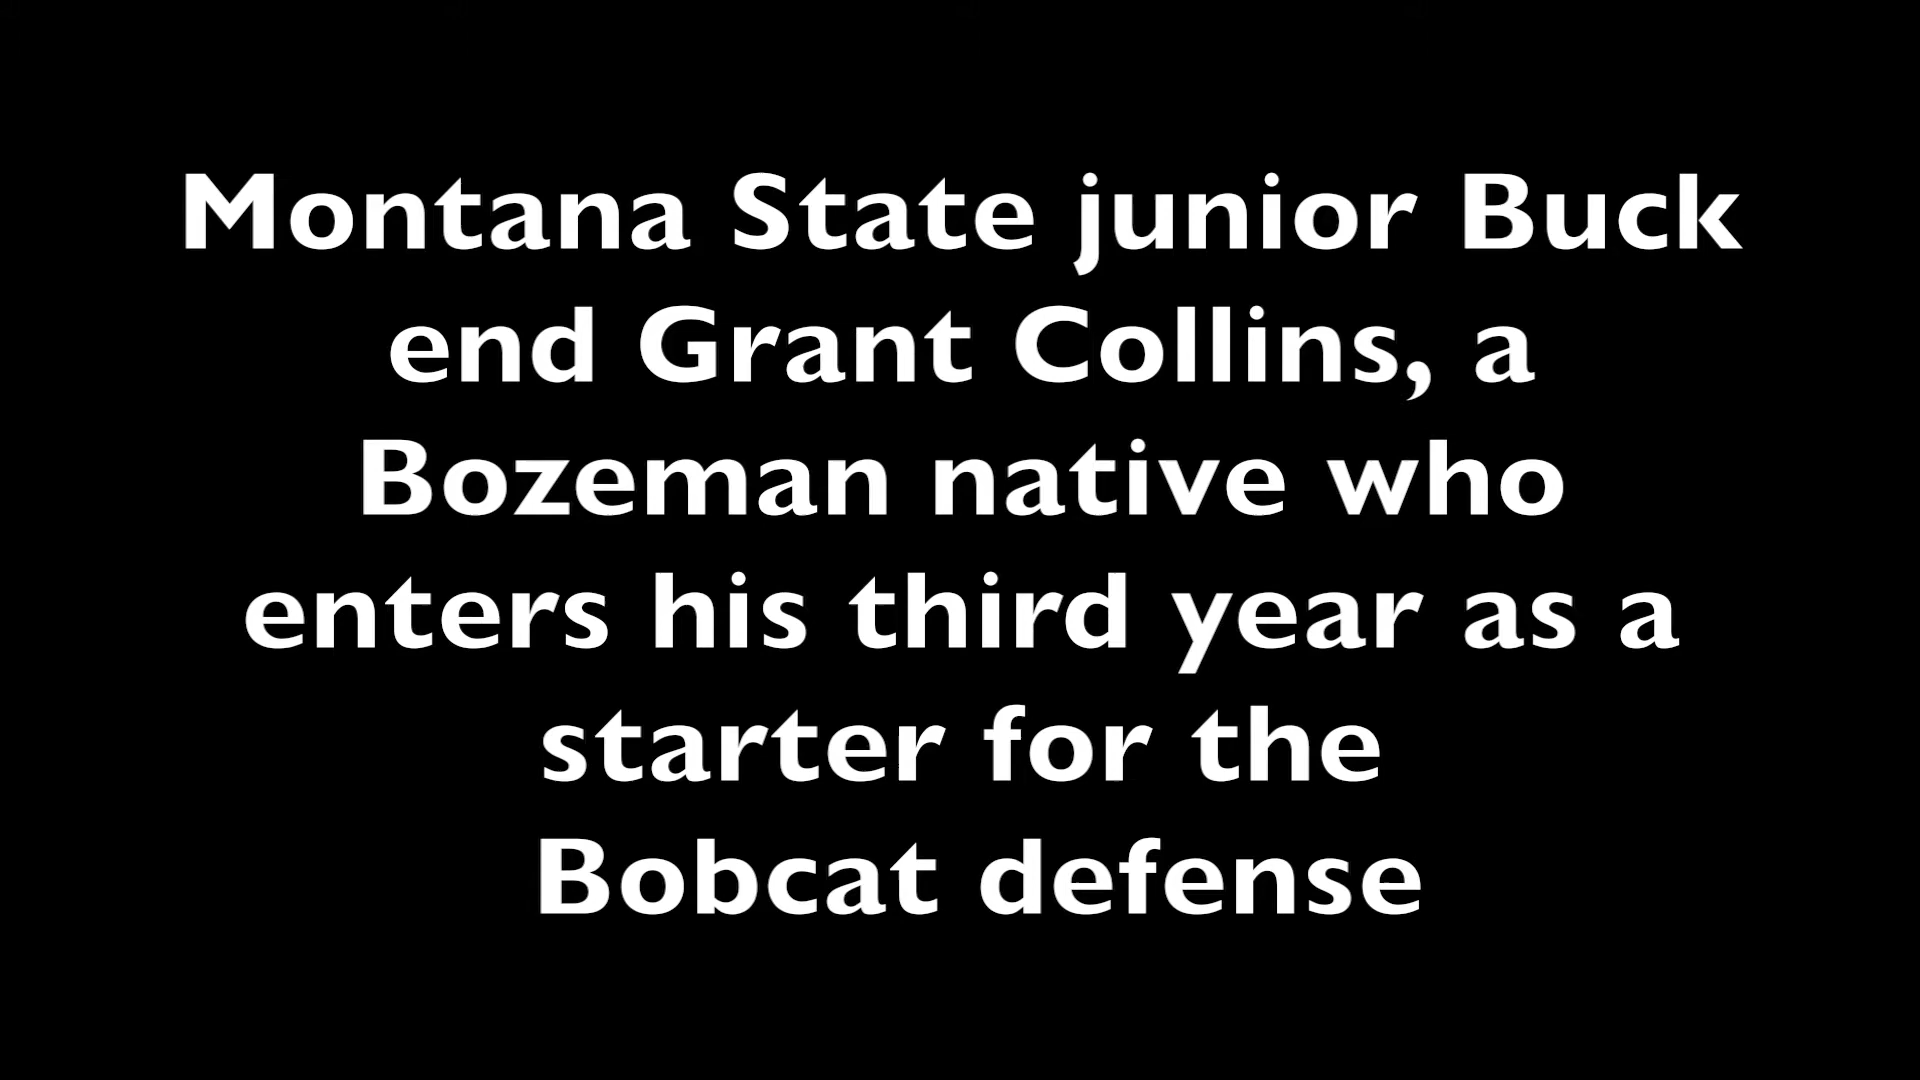 Montana State junior Buck
end Grant Collins, a
Bozeman native who
enters his third year as a
starter for the
Bobcat defense